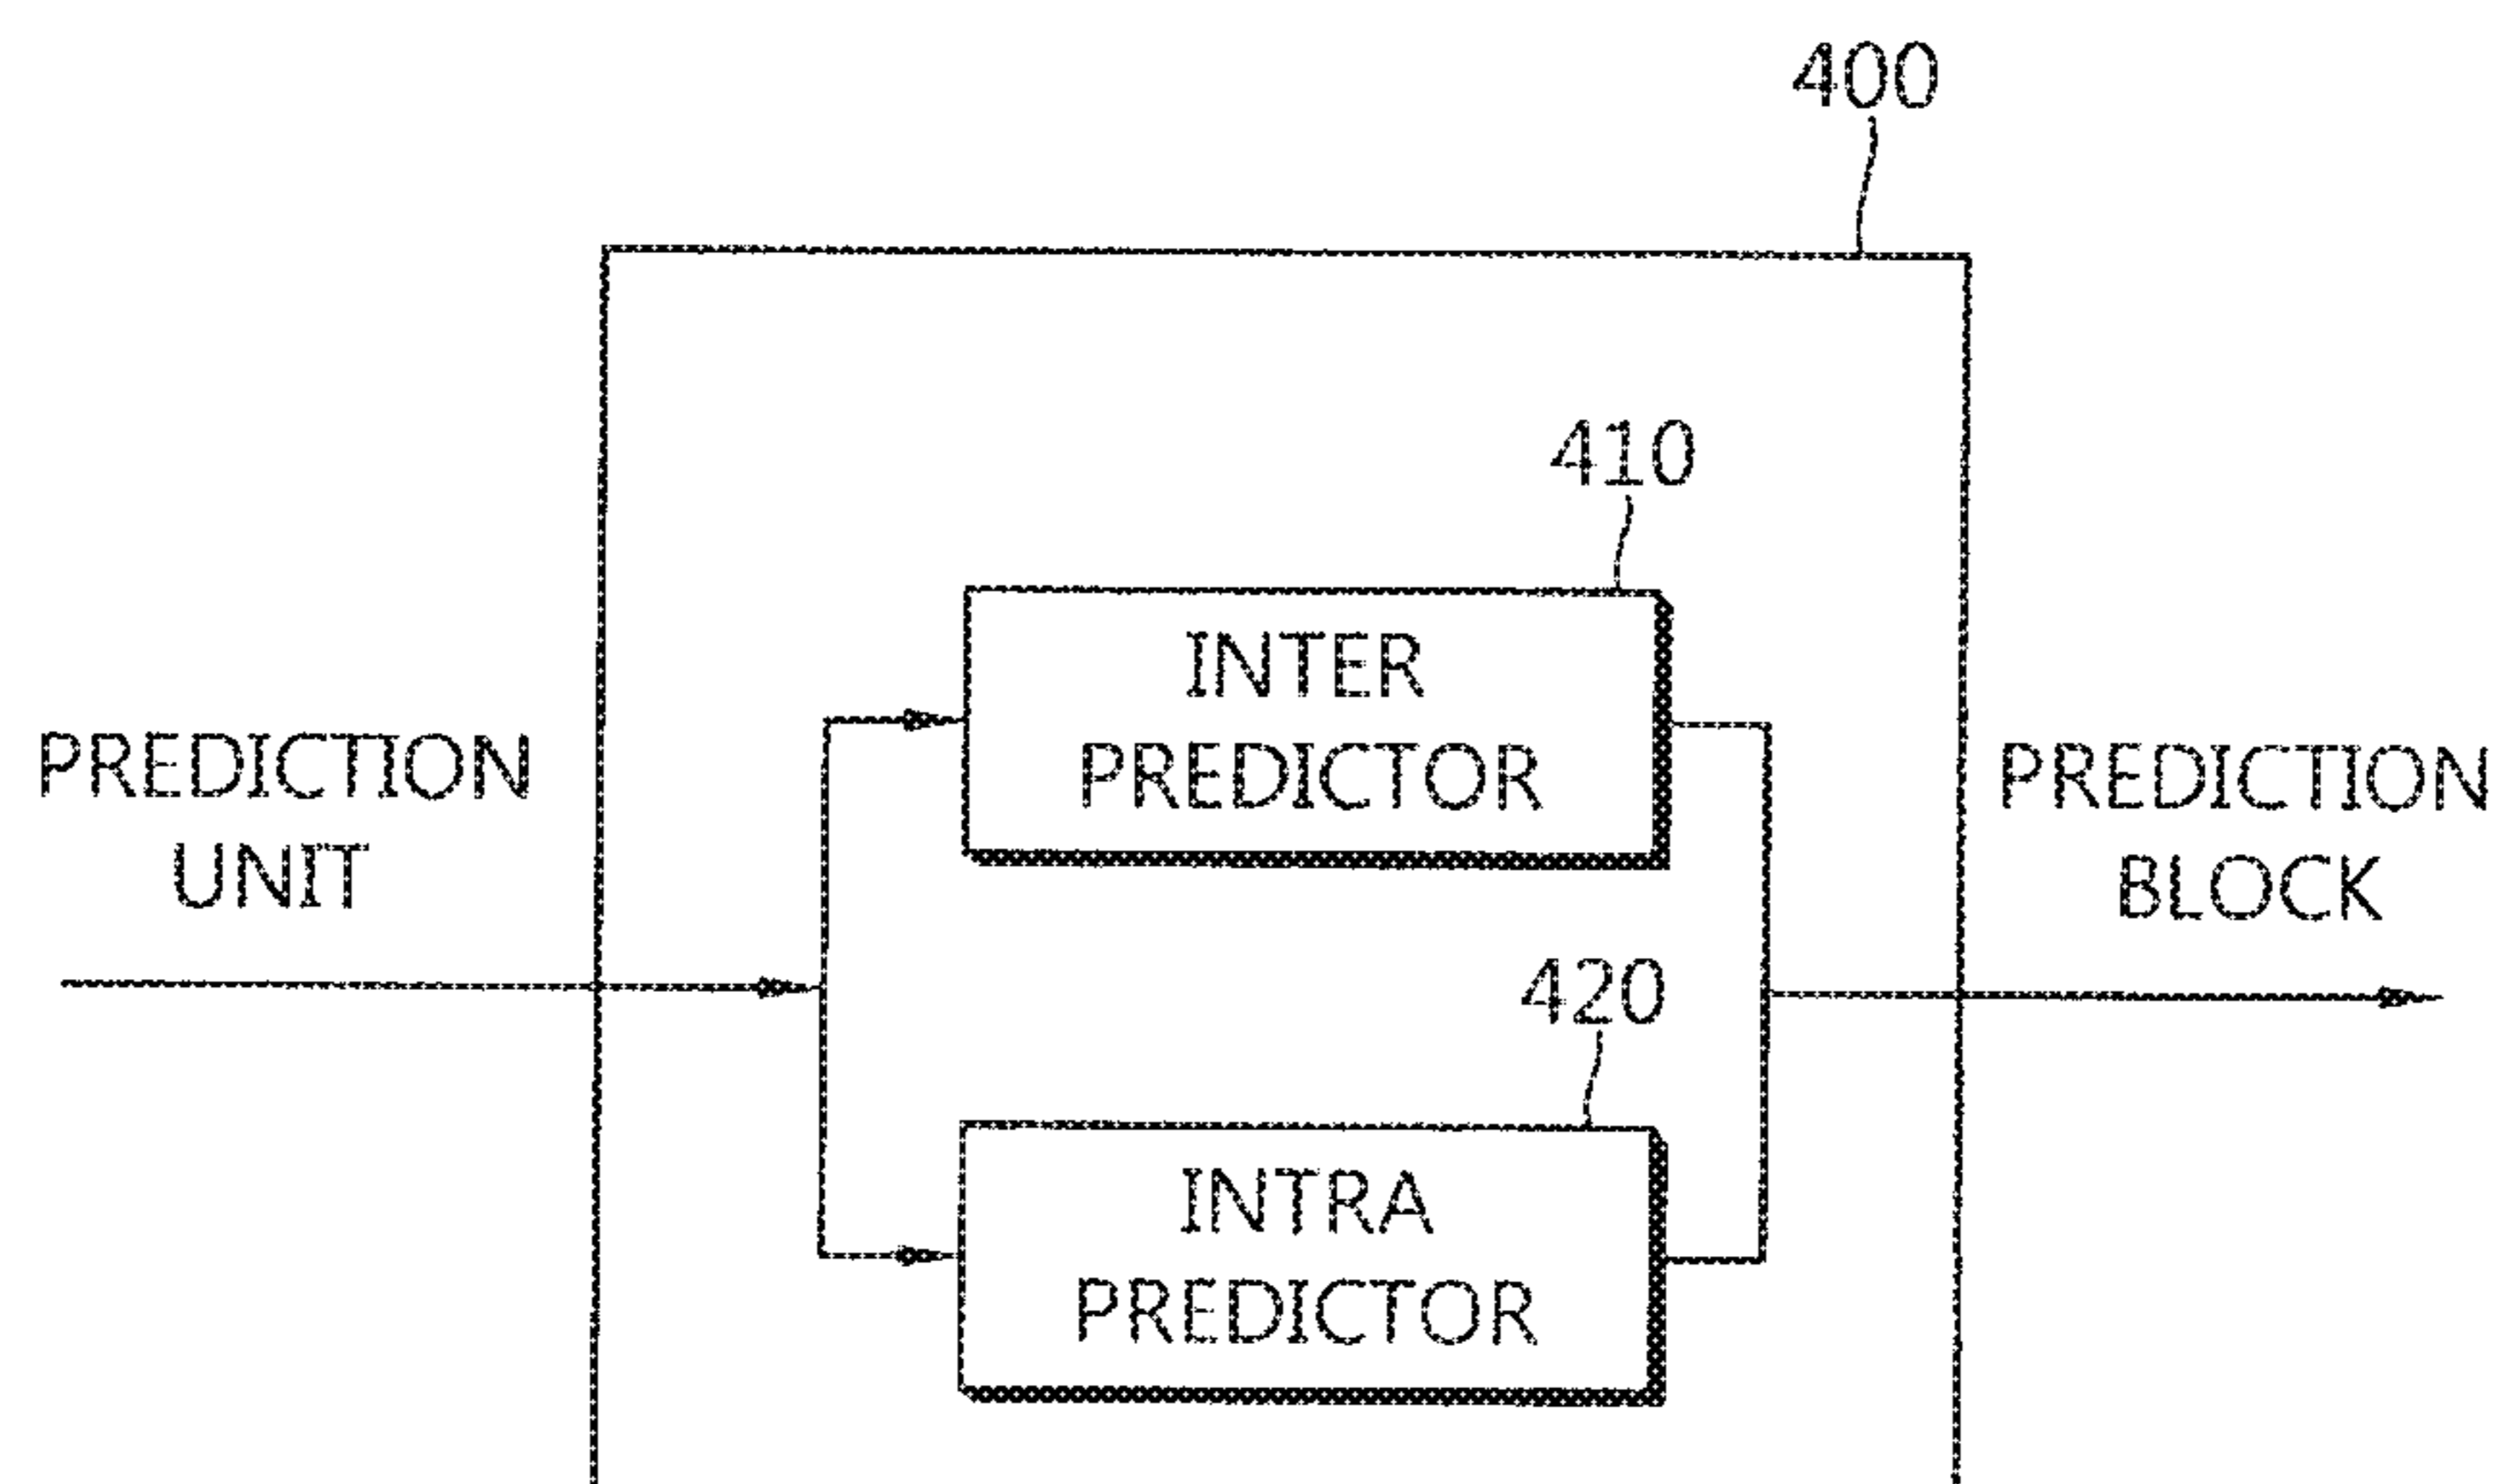 400
410
INTER
PREDICTOR
PREDICTION
UNIT
PREDICTION
BLOCK
420
INTRA
PREDICTOR